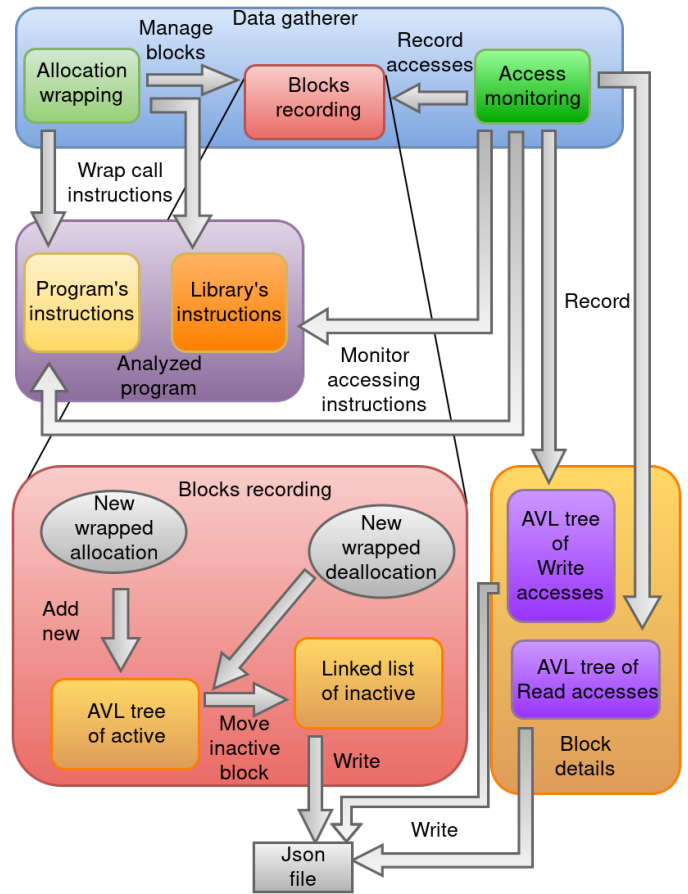 Data gatherer
Manage
blocks
Record
accesses
Allocation
wrapping
Blocks
recording
Access
monitoring
Wrap call
instructions
Program's
instructions
Library's
instructions
Record
Analyzed
program
Monitor
accessing
instructions
Blocks recording
New
wrapped
allocation
New
wrapped
deallocation
AVL tree
of
Write
accesses
Add
new
AVL tree
of active
Linked list
of inactive
AVL tree of
Read accesses
Move
inactive
block
Write
Block
details
Write
Json
file